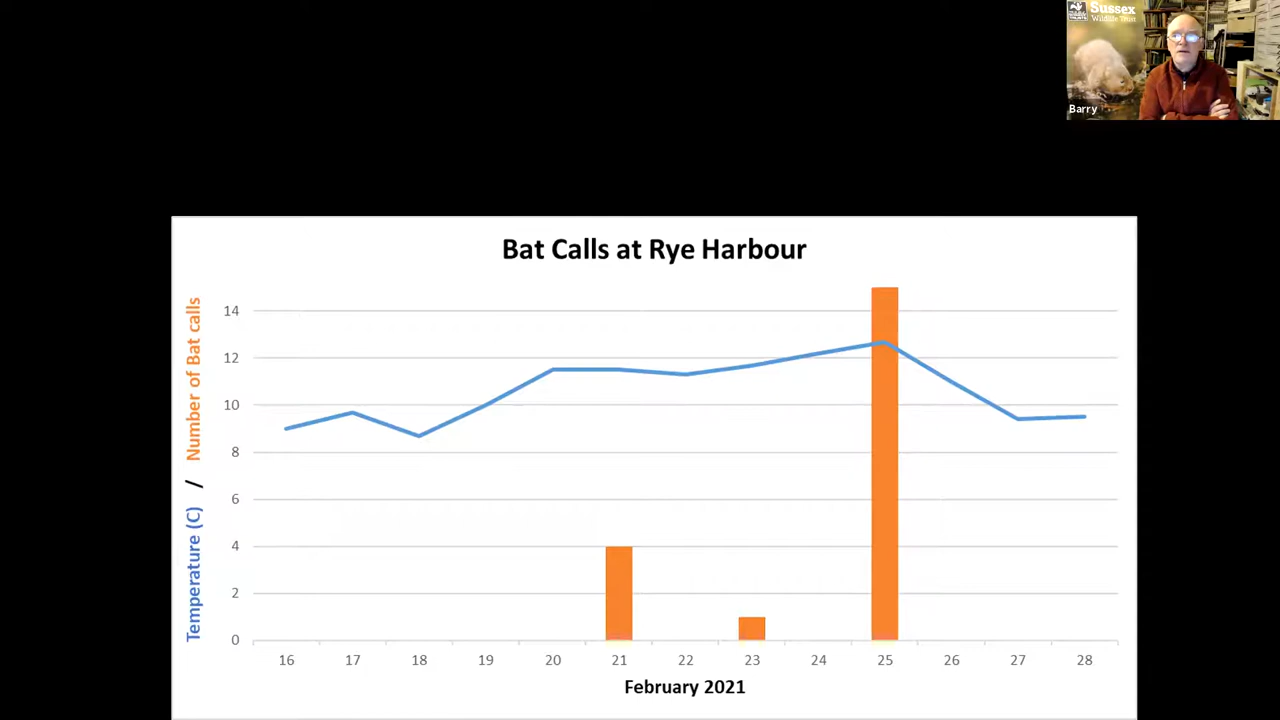 Sussex
Wildlife Trust
Barry
Bat Calls at Rye Harbour
Temperature (C) / Number of Bat calls
14
12
10
8
6
4
2
0
16 17 18 19 20 21 22 23 24 25 26 27 28
February 2021